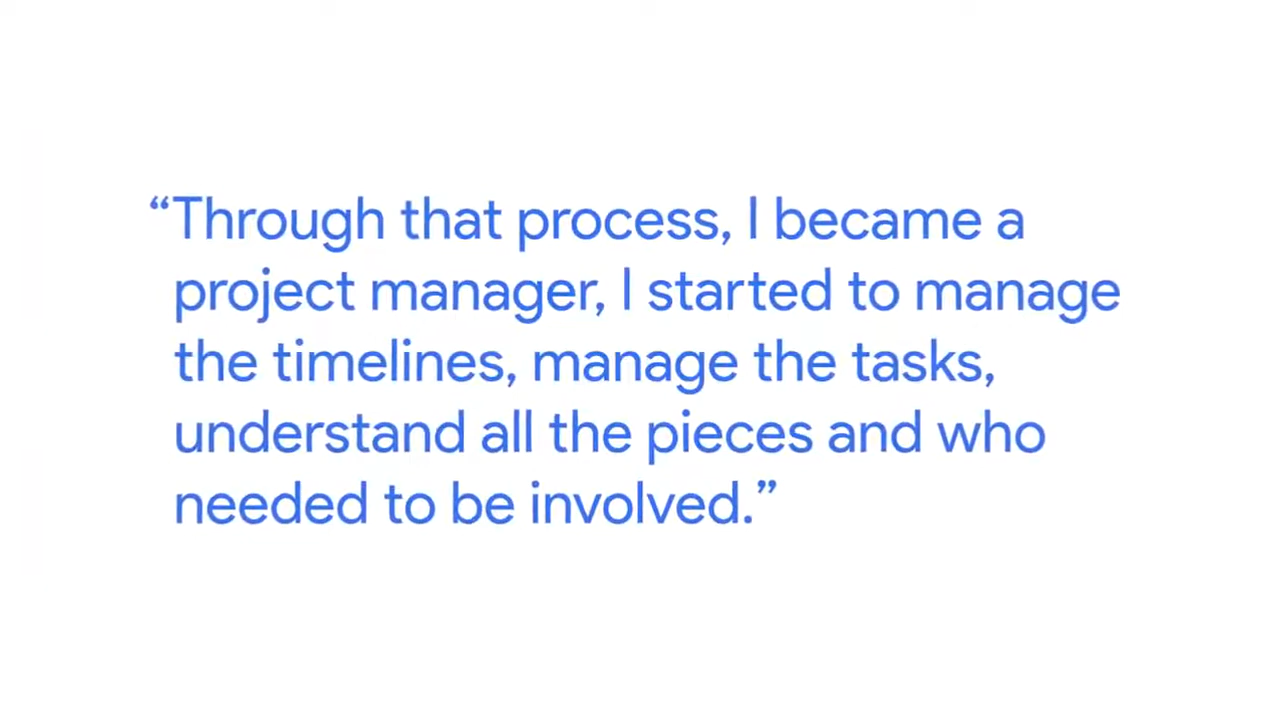 “Through that process, I became a
project manager, I started to manage
the timelines, manage the tasks,
understand all the pieces and who
needed to be involved.”